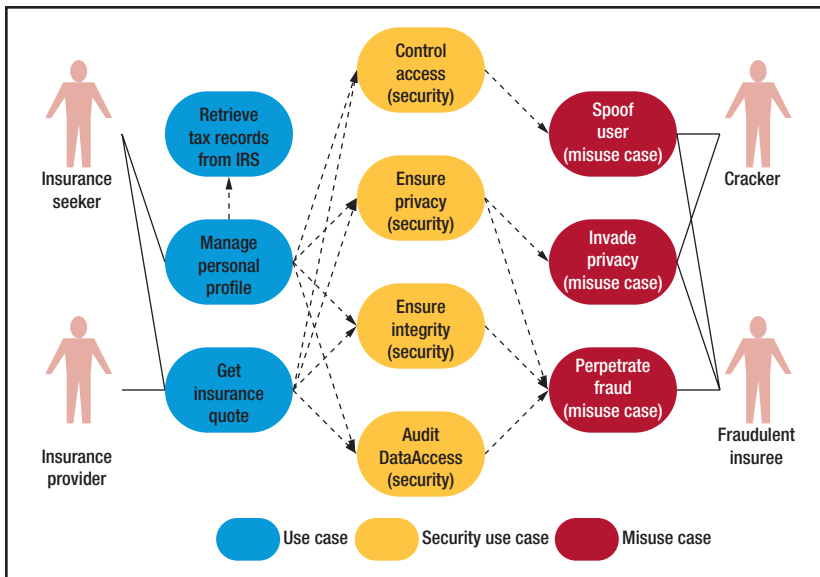 Control
access
(security)
Retrieve
tax records
from IRS
Spoof
user
(misuse case)
Insurance
seeker
Cracker
Ensure
privacy
(security)
Manage
personal
profile
Invade
privacy
(misuse case)
Ensure
integrity
(security)
Get
insurance
quote
Perpetrate
fraud
(misuse case)
Insurance
provider
Audit
DataAccess
(security)
Fraudulent
insuree
Use case
Security use case
Misuse case